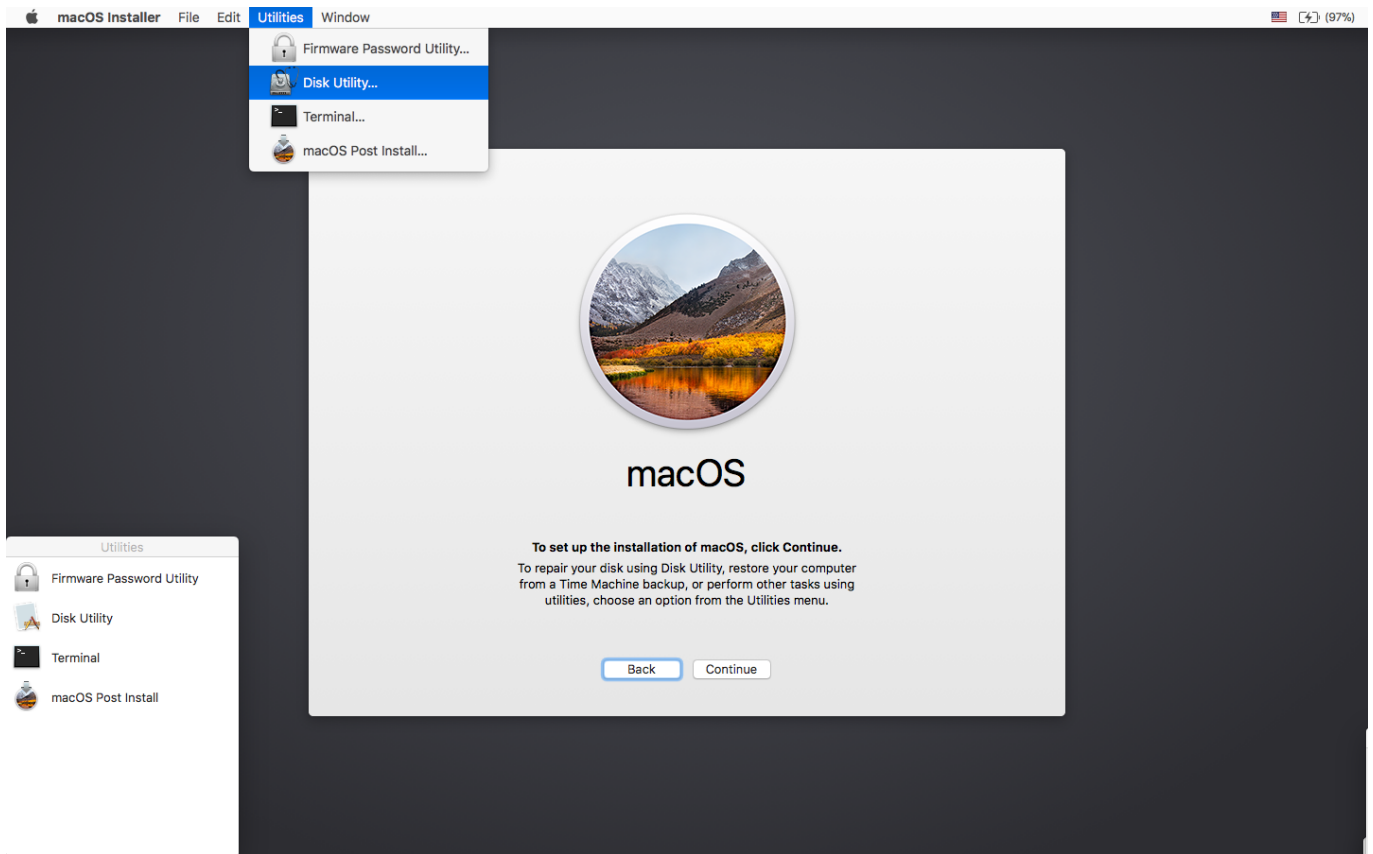 macOS Installer File Edit Utilities Window (97%)
Firmware Password Utility...
Disk Utility...
Terminal...
macOS Post Install...
macOS
To set up the installation of macOS, click Continue.
To repair your disk using Disk Utility, restore your computer
from a Time Machine backup, or perform other tasks using
utilities, choose an option from the Utilities menu.
Back Continue
Utilities
Firmware Password Utility
Disk Utility
Terminal
macOS Post Install